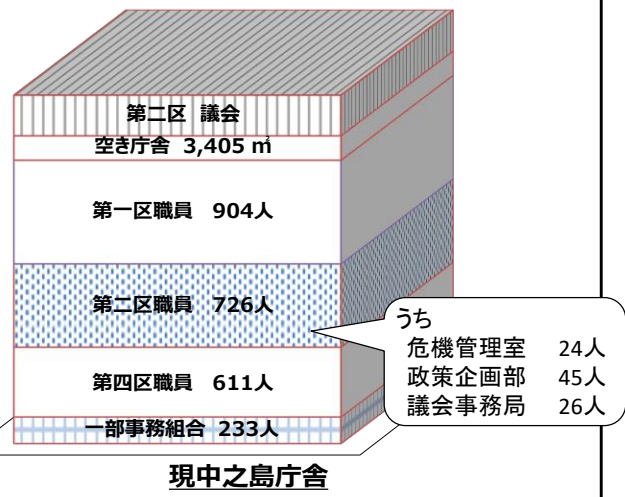 第二区 議会
空き庁舎 3,405 ㎡
第一区職員 904人
第二区職員 726人
うち
危機管理室 24人
政策企画部 45人
議会事務局 26人
第四区職員 611人
一部事務組合 233人
現中之島庁舎